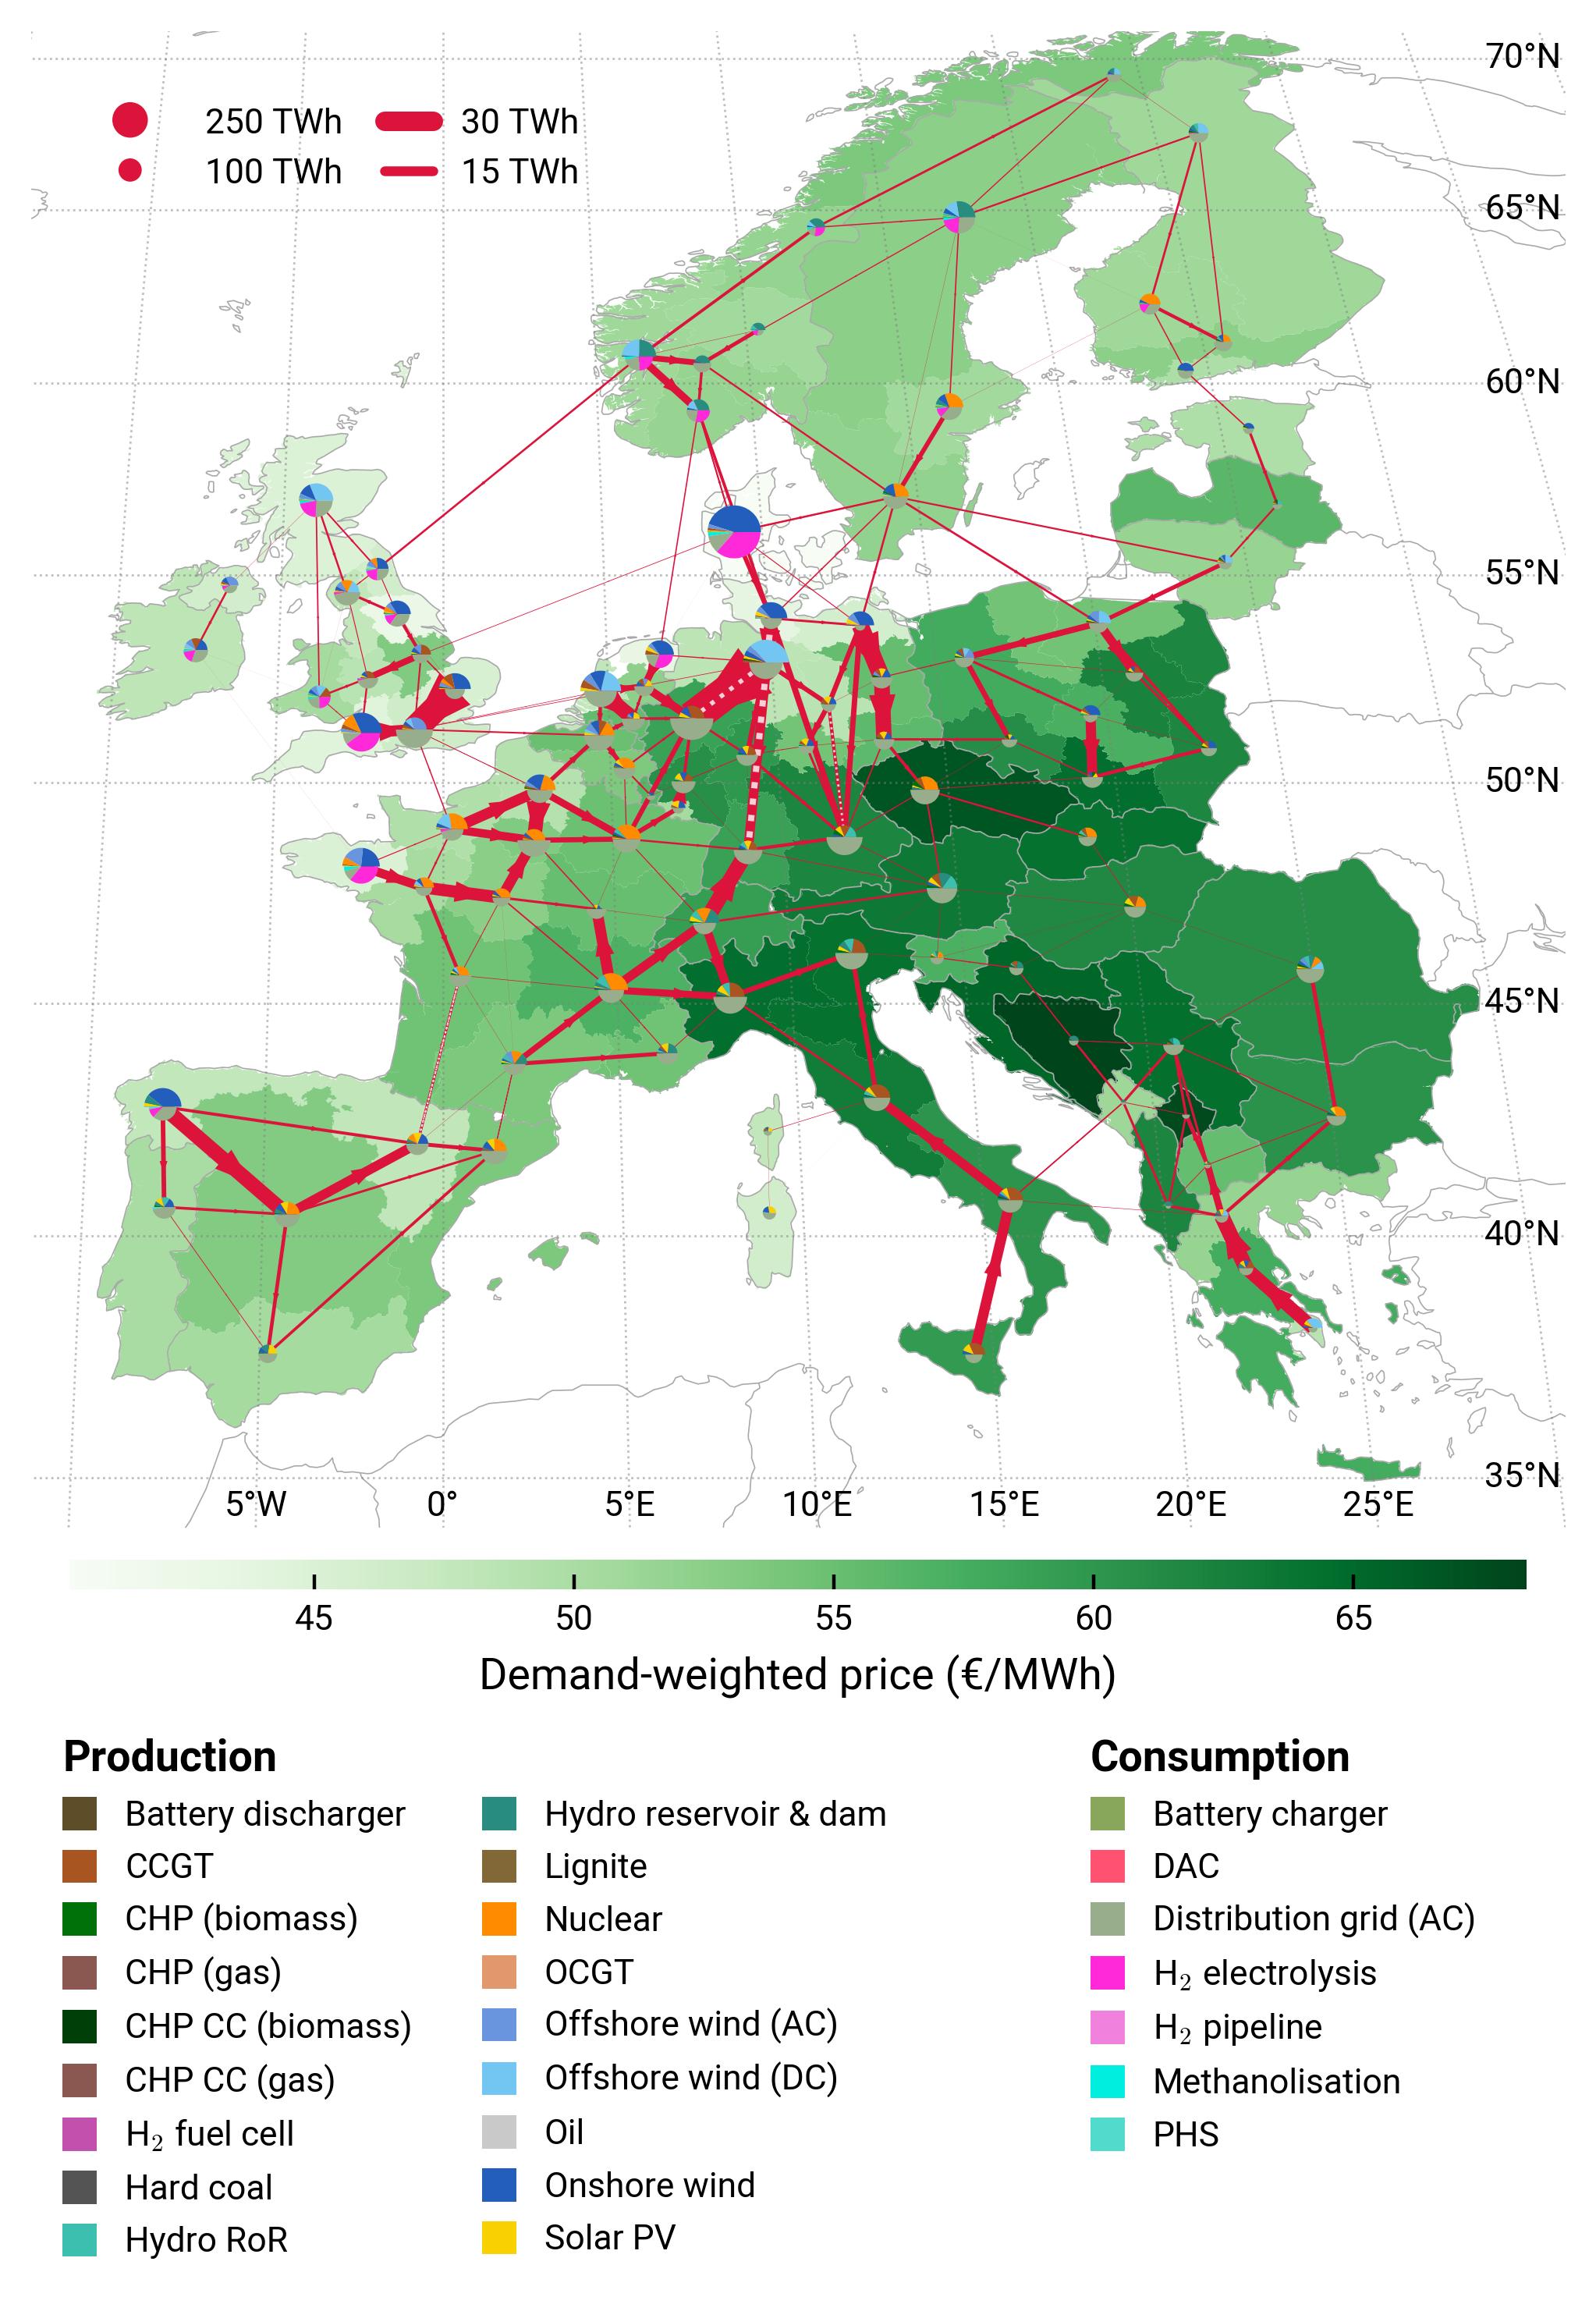 70°N
250 TWh 30 TWh
100 TWh 15 TWh
65°N
60°N
55°N
50°N
45°N
40°N
35°N
5°W 0° 5°E 10°E 15°E 20°E 25°E
45 50 55 60 65
Demand-weighted price (€/MWh)
Production
Battery discharger
CCGT
CHP (biomass)
CHP (gas)
CHP CC (biomass)
CHP CC (gas)
H₂ fuel cell
Hard coal
Hydro RoR
Hydro reservoir & dam
Lignite
Nuclear
OCGT
Offshore wind (AC)
Offshore wind (DC)
Oil
Onshore wind
Solar PV
Consumption
Battery charger
DAC
Distribution grid (AC)
H₂ electrolysis
H₂ pipeline
Methanolisation
PHS